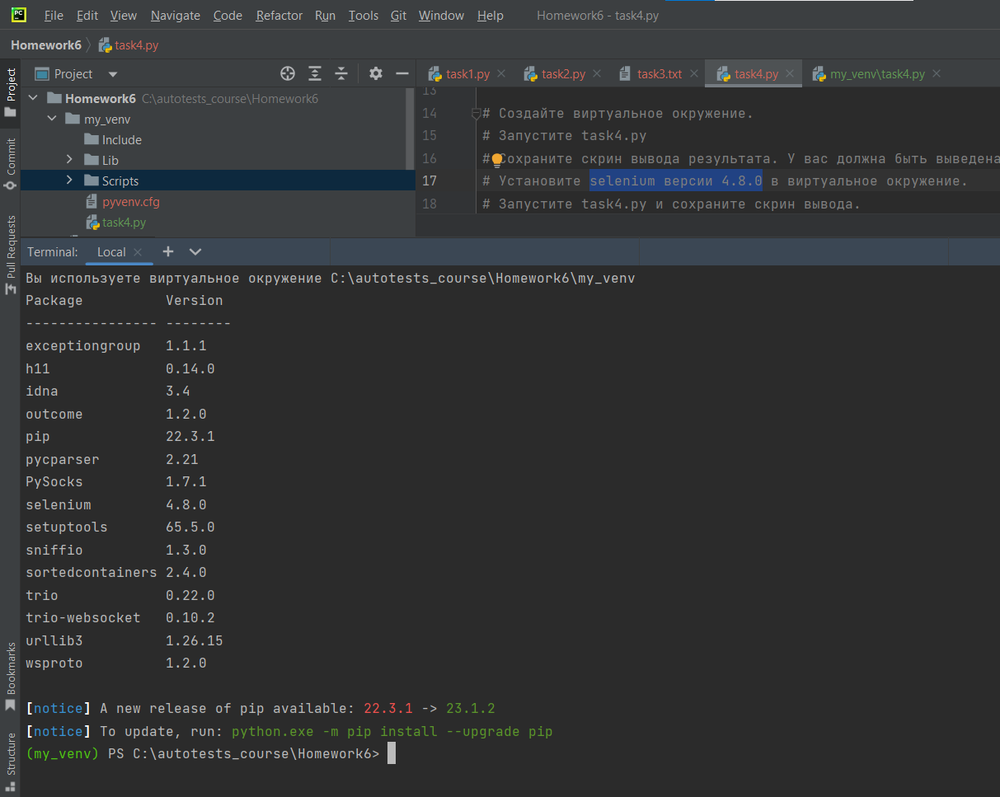 PC File Edit View Navigate Code Refactor Run Tools Git Window Help Homework6 - task4.py
Homework6 task4.py
Project
task1.py task2.py task3.txt task4.py my_venv\task4.py
Homework6 C:\autotests_course\Homework6
my_venv
Include
Lib
Scripts
pyvenv.cfg
task4.py
13
14 # Создайте виртуальное окружение.
15 # Запустите task4.py
16 # Сохраните скрин вывода результата. У вас должна быть выведена
17 # Установите selenium версии 4.8.0 в виртуальное окружение.
18 # Запустите task4.py и сохраните скрин вывода.
Project
Commit
Pull Requests
Bookmarks
Structure
Terminal: Local
Вы используете виртуальное окружение C:\autotests_course\Homework6\my_venv
Package Version
---------------- --------
exceptiongroup 1.1.1
h11 0.14.0
idna 3.4
outcome 1.2.0
pip 22.3.1
pycparser 2.21
PySocks 1.7.1
selenium 4.8.0
setuptools 65.5.0
sniffio 1.3.0
sortedcontainers 2.4.0
trio 0.22.0
trio-websocket 0.10.2
urllib3 1.26.15
wsproto 1.2.0
[notice] A new release of pip available: 22.3.1 -> 23.1.2
[notice] To update, run: python.exe -m pip install --upgrade pip
(my_venv) PS C:\autotests_course\Homework6>